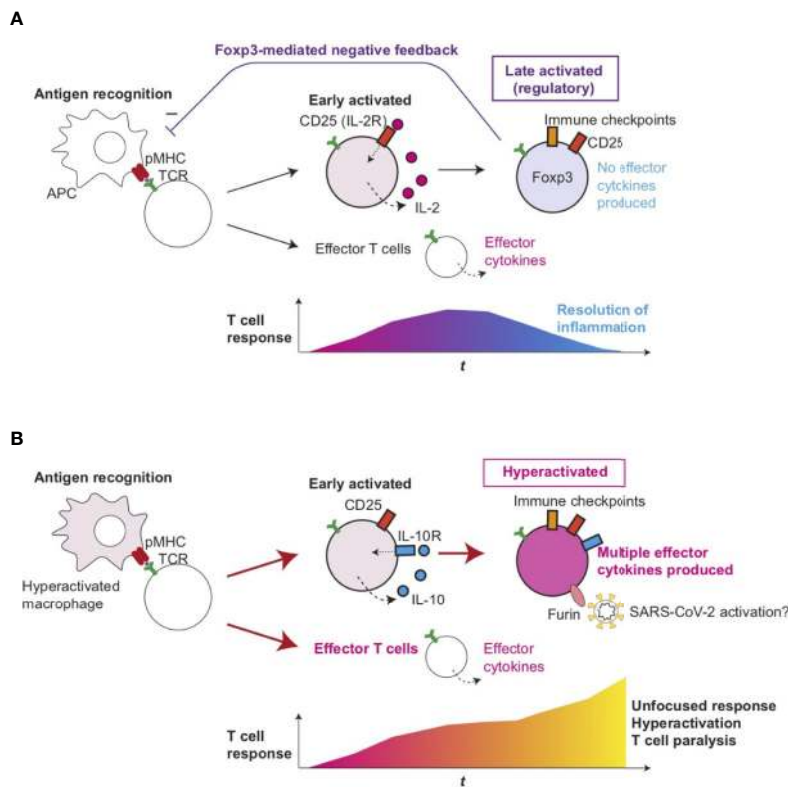 A
Foxp3-mediated negative feedback
Late activated
(regulatory)
Antigen recognition
–
Early activated
CD25 (IL-2R)
Immune checkpoints
CD25
pMHC
TCR
APC
Foxp3
No effector
cytokines
produced
IL-2
Effector T cells
Effector
cytokines
T cell
response
Resolution of
inflammation
t
B
Antigen recognition
Hyperactivated
Early activated
CD25
Immune checkpoints
IL-10R
pMHC
TCR
Multiple effector
cytokines produced
Hyperactivated
macrophage
IL-10
Furin
SARS-CoV-2 activation?
Effector T cells
Effector
cytokines
Unfocused response
Hyperactivation
T cell paralysis
T cell
response
t